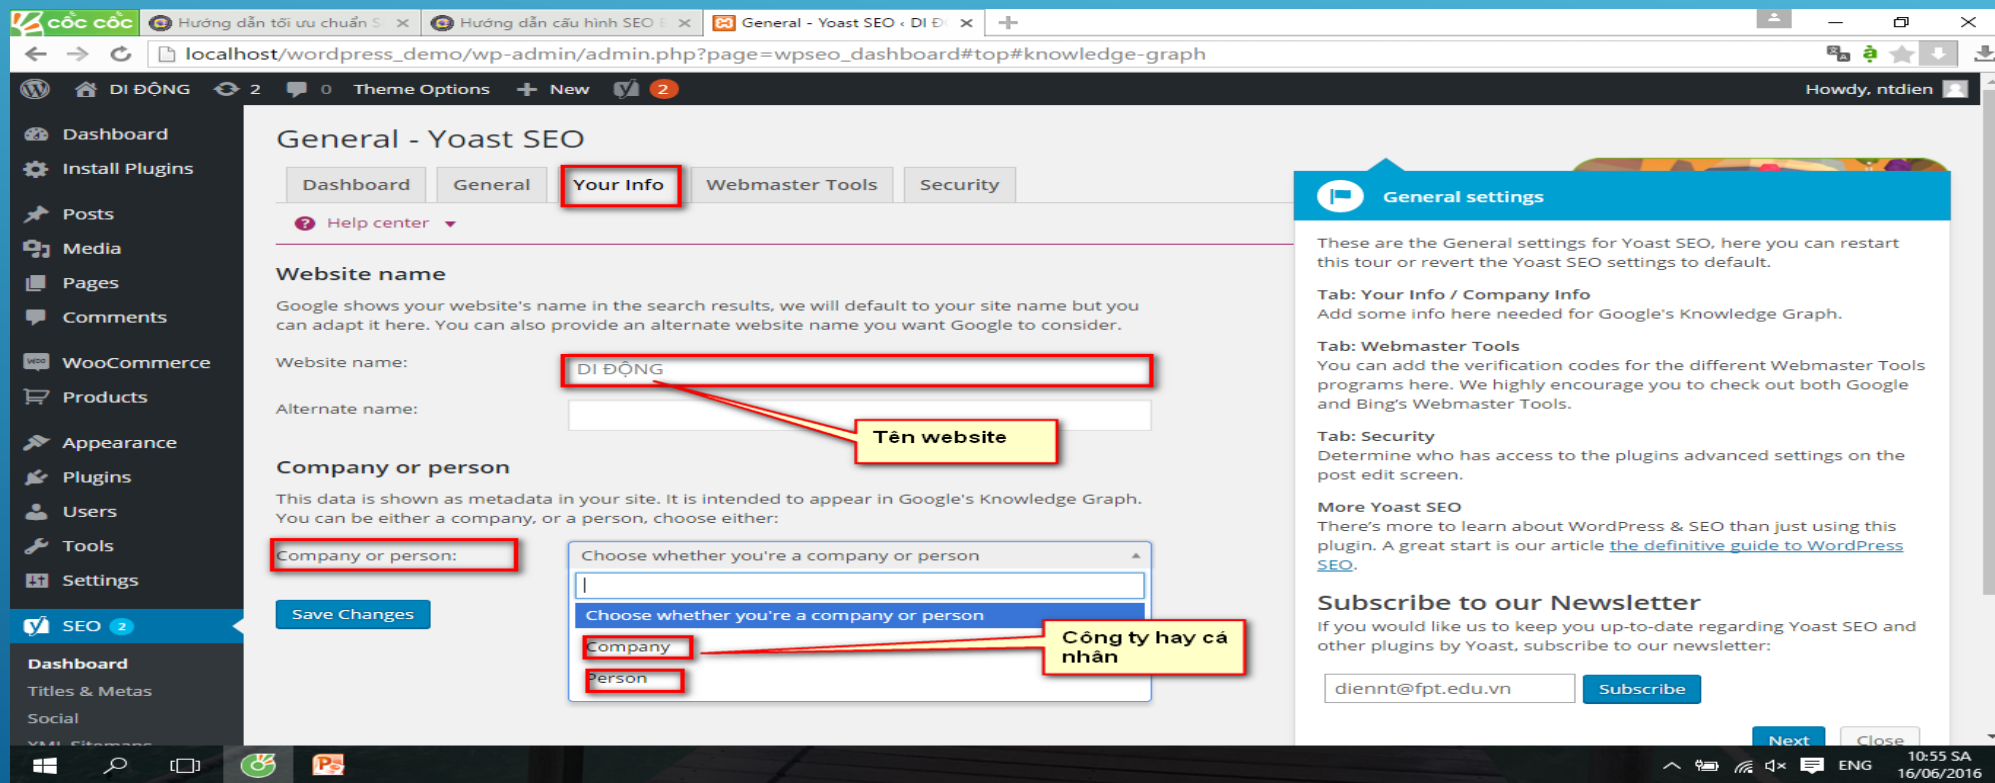 cốc cốc
Hướng dẫn tối ưu chuẩn S
Hướng dẫn cấu hình SEO
General - Yoast SEO ‹ DI Đ
localhost/wordpress_demo/wp-admin/admin.php?page=wpseo_dashboard#top#knowledge-graph
DI ĐỘNG
2
0
Theme Options
New
2
Howdy, ntdien
Dashboard
Install Plugins
Posts
Media
Pages
Comments
WooCommerce
Products
Appearance
Plugins
Users
Tools
Settings
SEO 2
Dashboard
Titles & Metas
Social
XML Sitemaps
General - Yoast SEO
Dashboard
General
Your Info
Webmaster Tools
Security
Help center
Website name
Google shows your website's name in the search results, we will default to your site name but you
can adapt it here. You can also provide an alternate website name you want Google to consider.
Website name:
DI ĐỘNG
Alternate name:
Tên website
Company or person
This data is shown as metadata in your site. It is intended to appear in Google's Knowledge Graph.
You can be either a company, or a person, choose either:
Company or person:
Choose whether you're a company or person
Choose whether you're a company or person
Company
Person
Công ty hay cá
nhân
Save Changes
General settings
These are the General settings for Yoast SEO, here you can restart
this tour or revert the Yoast SEO settings to default.
Tab: Your Info / Company Info
Add some info here needed for Google's Knowledge Graph.
Tab: Webmaster Tools
You can add the verification codes for the different Webmaster Tools
programs here. We highly encourage you to check out both Google
and Bing's Webmaster Tools.
Tab: Security
Determine who has access to the plugins advanced settings on the
post edit screen.
More Yoast SEO
There's more to learn about WordPress & SEO than just using this
plugin. A great start is our article the definitive guide to WordPress
SEO.
Subscribe to our Newsletter
If you would like us to keep you up-to-date regarding Yoast SEO and
other plugins by Yoast, subscribe to our newsletter:
diennt@fpt.edu.vn
Subscribe
Next
Close
ENG
10:55 SA
16/06/2016